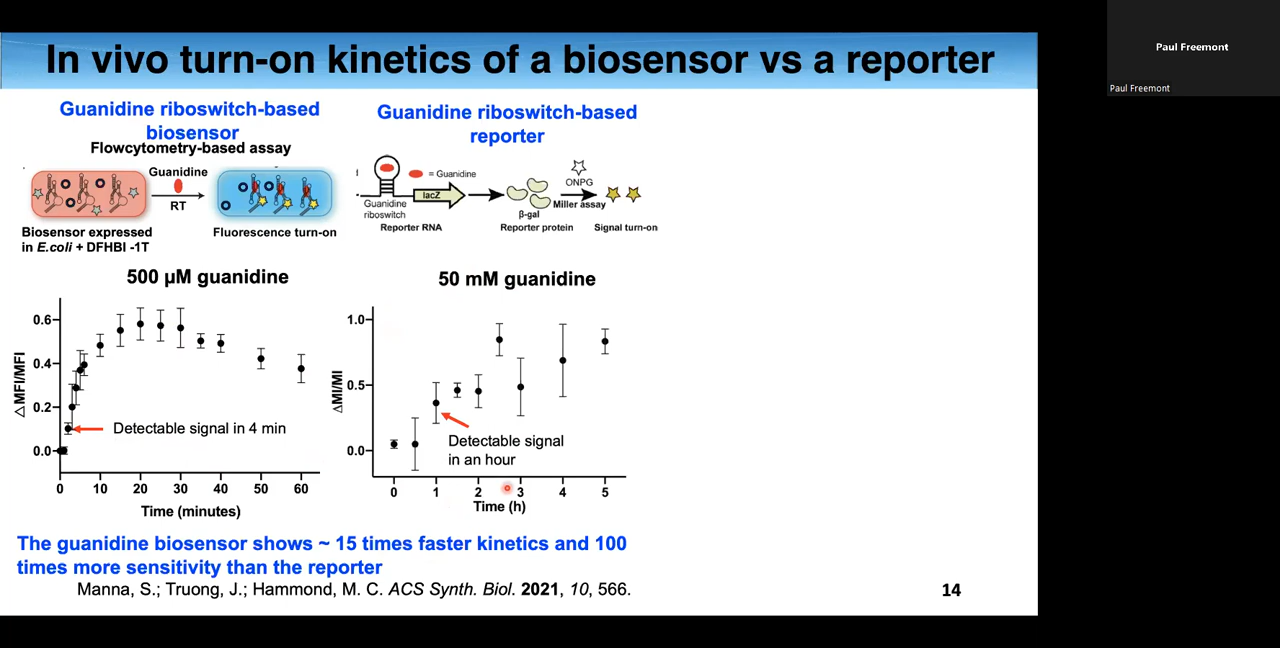 In vivo turn-on kinetics of a biosensor vs a reporter
Paul Freemont
Paul Freemont
Guanidine riboswitch-based
biosensor
Flowcytometry-based assay
Guanidine
RT
Biosensor expressed
in E.coli + DFHBI -1T
Fluorescence turn-on
Guanidine riboswitch-based
reporter
= Guanidine
lacZ
Guanidine
riboswitch
Reporter RNA
β-gal
Reporter protein
ONPG
Miller assay
Signal turn-on
500 µM guanidine
△MFI/MFI
0.6
0.4
0.2
0.0
Detectable signal in 4 min
0 10 20 30 40 50 60
Time (minutes)
50 mM guanidine
ΔMI/MI
1.0
0.5
0.0
Detectable signal
in an hour
0 1 2 3 4 5
Time (h)
The guanidine biosensor shows ~ 15 times faster kinetics and 100
times more sensitivity than the reporter
Manna, S.; Truong, J.; Hammond, M. C. ACS Synth. Biol. 2021, 10, 566.
14